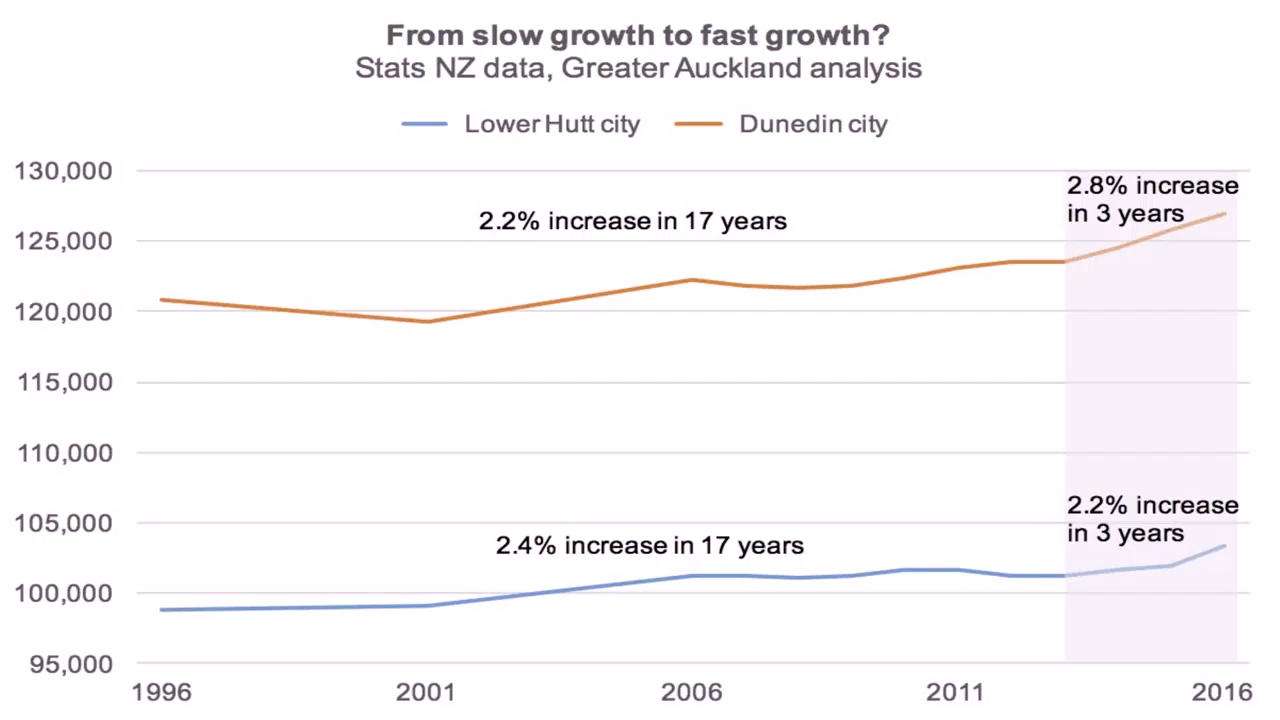 From slow growth to fast growth?
Stats NZ data, Greater Auckland analysis
Lower Hutt city
Dunedin city
130,000
2.8% increase
in 3 years
2.2% increase in 17 years
125,000
120,000
115,000
110,000
2.2% increase
in 3 years
105,000
2.4% increase in 17 years
100,000
95,000
1996
2001
2006
2011
2016